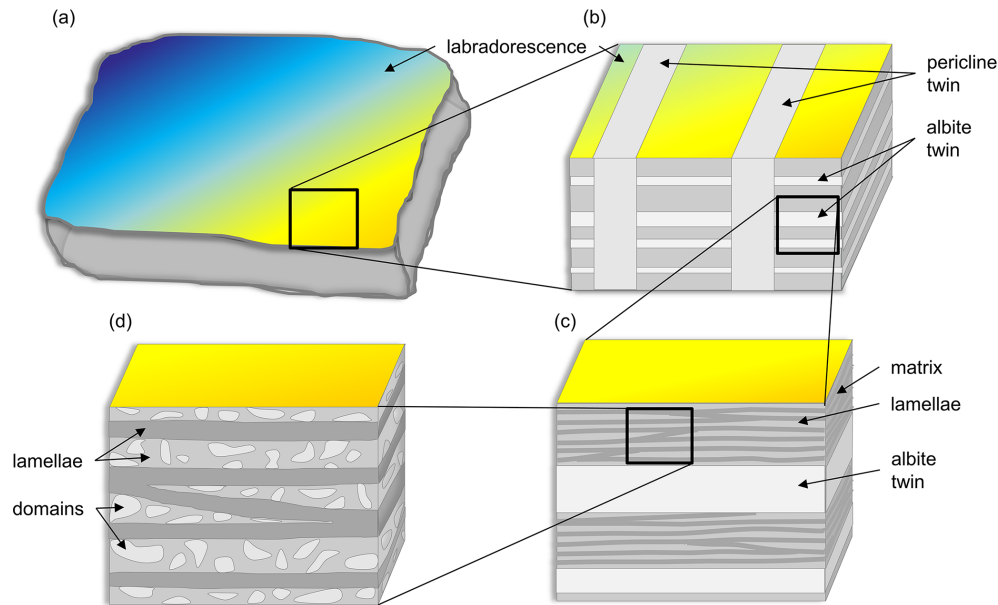 (a)
(b)
labradorescence
pericline
twin
albite
twin
(d)
(c)
matrix
lamellae
albite
twin
lamellae
domains